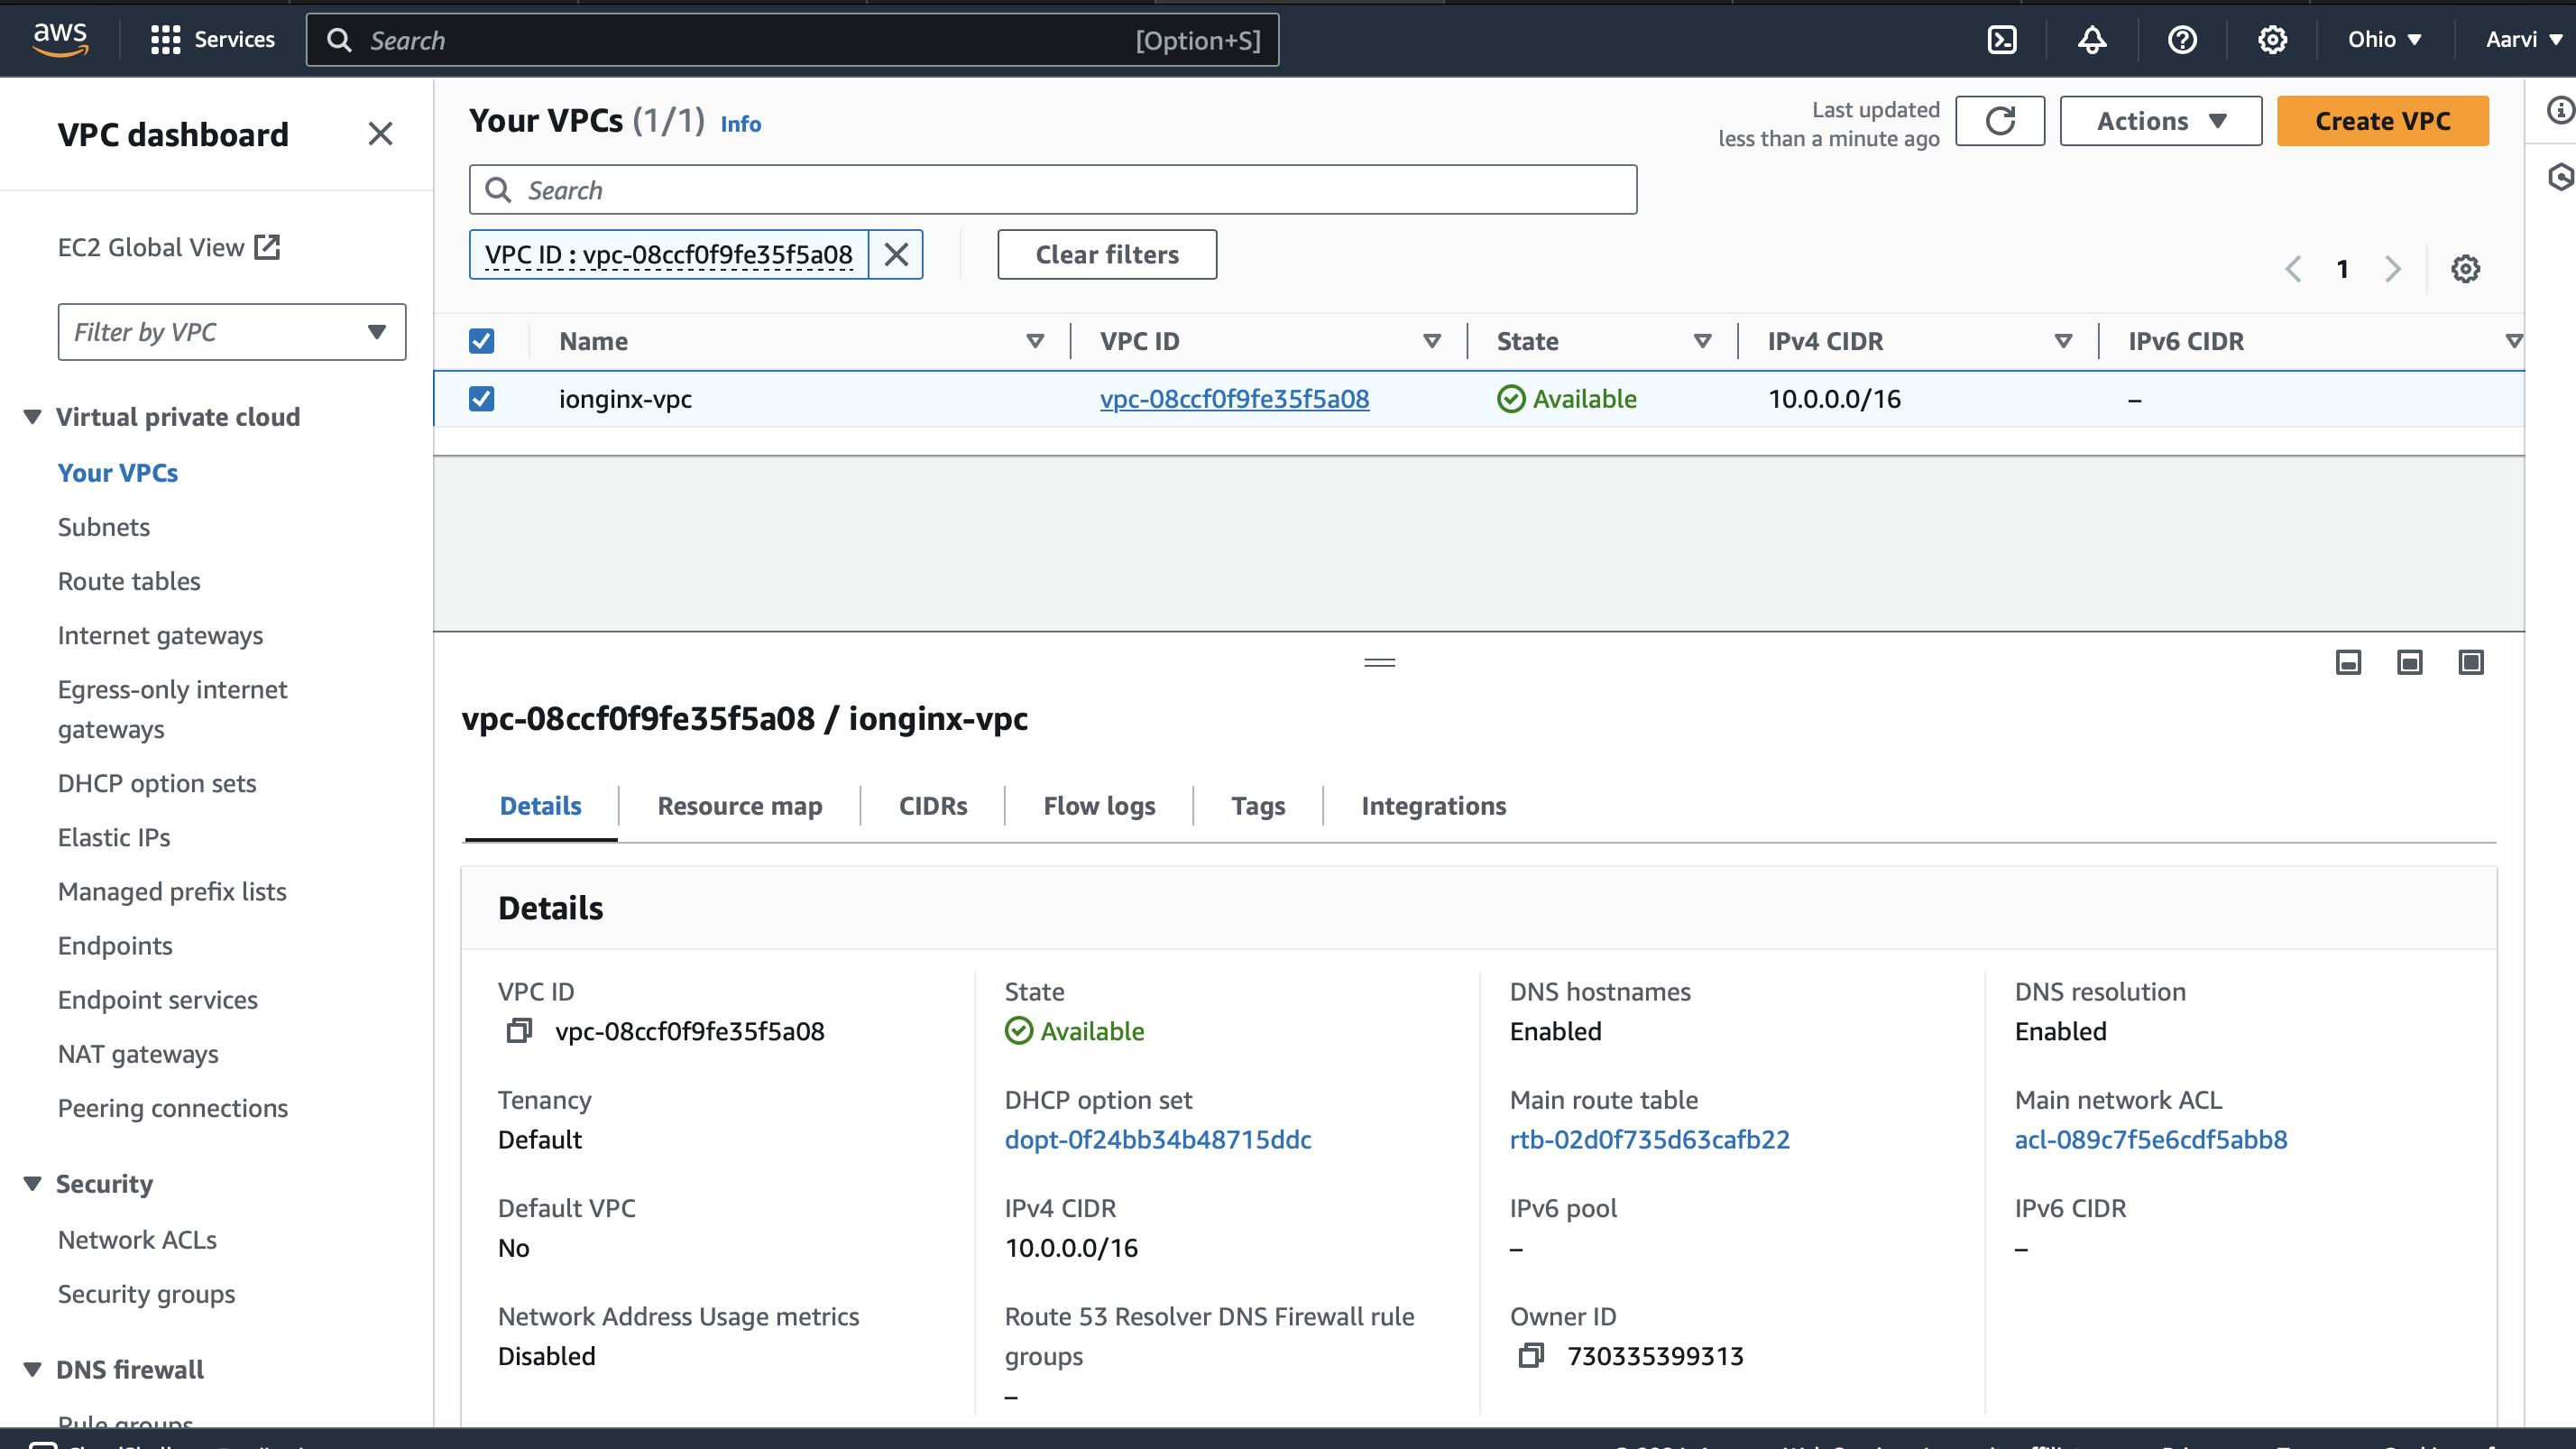 aws
Services
Search
[Option+S]
Ohio
Aarvi
VPC dashboard
EC2 Global View
Filter by VPC
Virtual private cloud
Your VPCs
Subnets
Route tables
Internet gateways
Egress-only internet
gateways
DHCP option sets
Elastic IPs
Managed prefix lists
Endpoints
Endpoint services
NAT gateways
Peering connections
Security
Network ACLs
Security groups
DNS firewall
Rule groups
Your VPCs (1/1) Info
Last updated
less than a minute ago
Actions
Create VPC
Search
VPC ID : vpc-08ccf0f9fe35f5a08
Clear filters
1
Name VPC ID State IPv4 CIDR IPv6 CIDR
ionginx-vpc vpc-08ccf0f9fe35f5a08 Available 10.0.0.0/16 –
vpc-08ccf0f9fe35f5a08 / ionginx-vpc
Details Resource map CIDRs Flow logs Tags Integrations
Details
VPC ID
vpc-08ccf0f9fe35f5a08
State
Available
DNS hostnames
Enabled
DNS resolution
Enabled
Tenancy
Default
DHCP option set
dopt-0f24bb34b48715ddc
Main route table
rtb-02d0f735d63cafb22
Main network ACL
acl-089c7f5e6cdf5abb8
Default VPC
No
IPv4 CIDR
10.0.0.0/16
IPv6 pool
–
IPv6 CIDR
–
Network Address Usage metrics
Disabled
Route 53 Resolver DNS Firewall rule
groups
–
Owner ID
730335399313